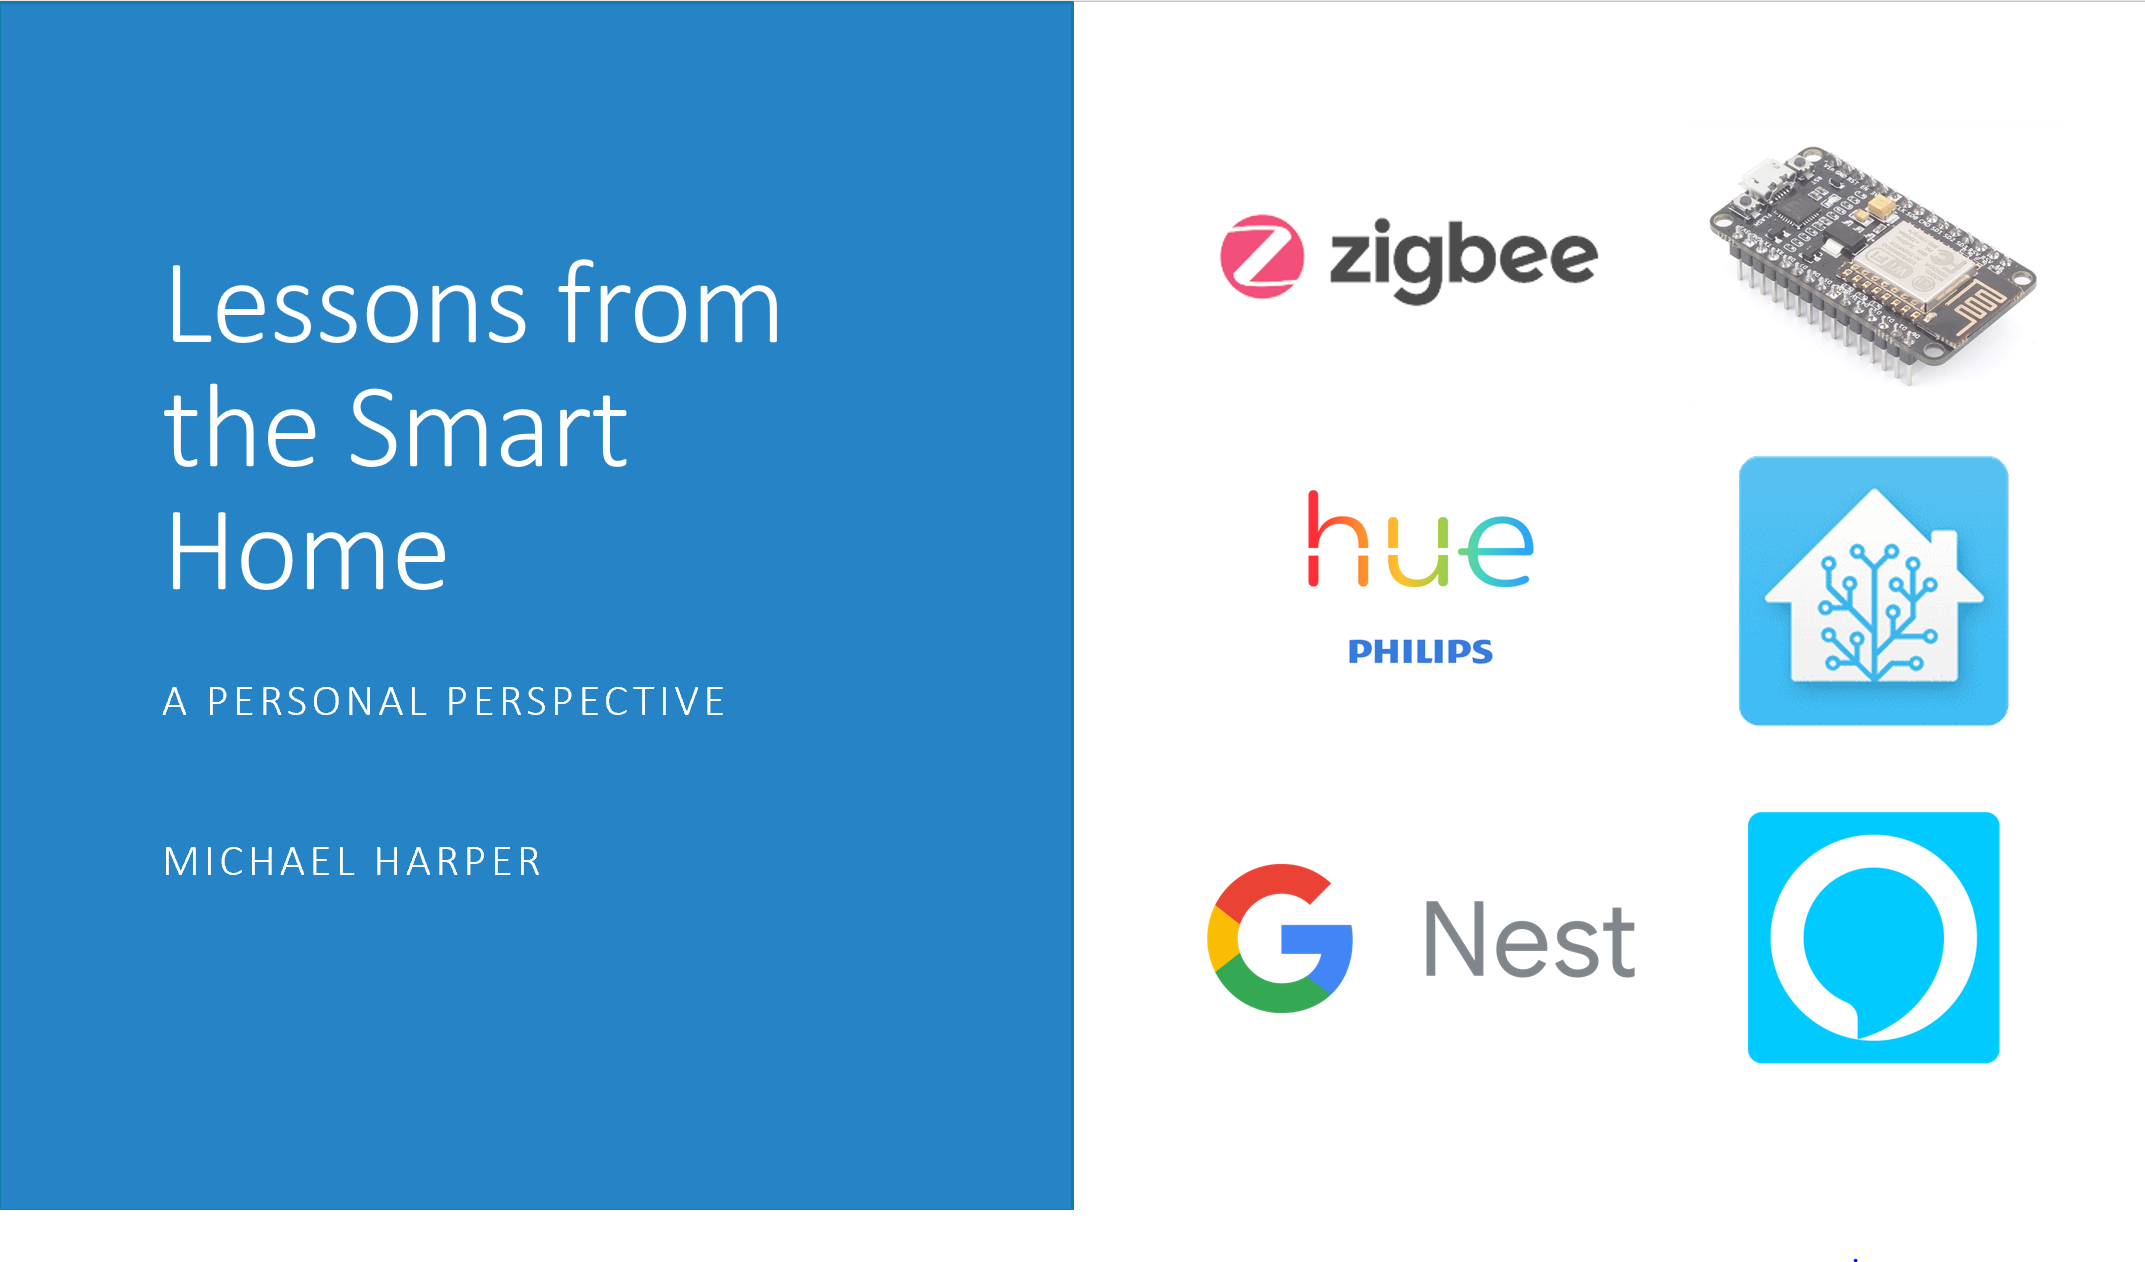 Lessons from
the Smart
Home
A PERSONAL PERSPECTIVE
MICHAEL HARPER
zigbee
hue
PHILIPS
G Nest